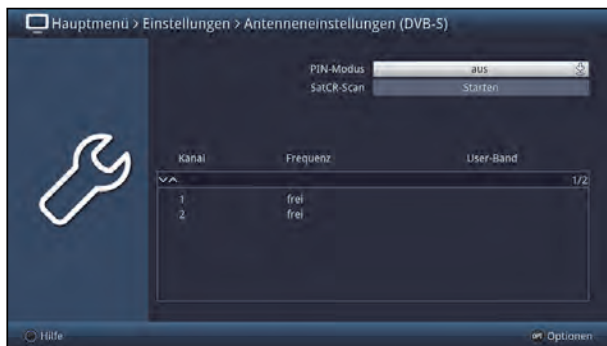 Hauptmenü > Einstellungen > Antenneneinstellungen (DVB-S)
PIN-Modus aus
SatCR-Scan Starten
Kanal Frequenz User-Band
1/2
1 frei
2 frei
Hilfe OPT Optionen